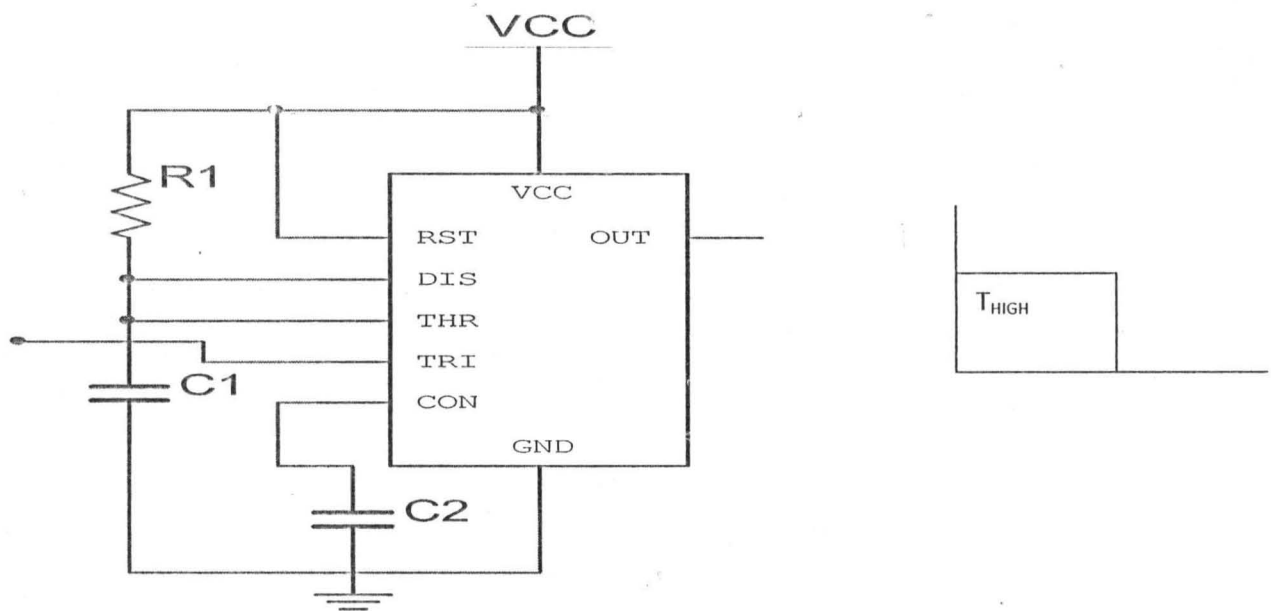 VCC
R1
VCC
RST OUT
DIS
THR
TRI
C1
CON
GND
C2
T_HIGH